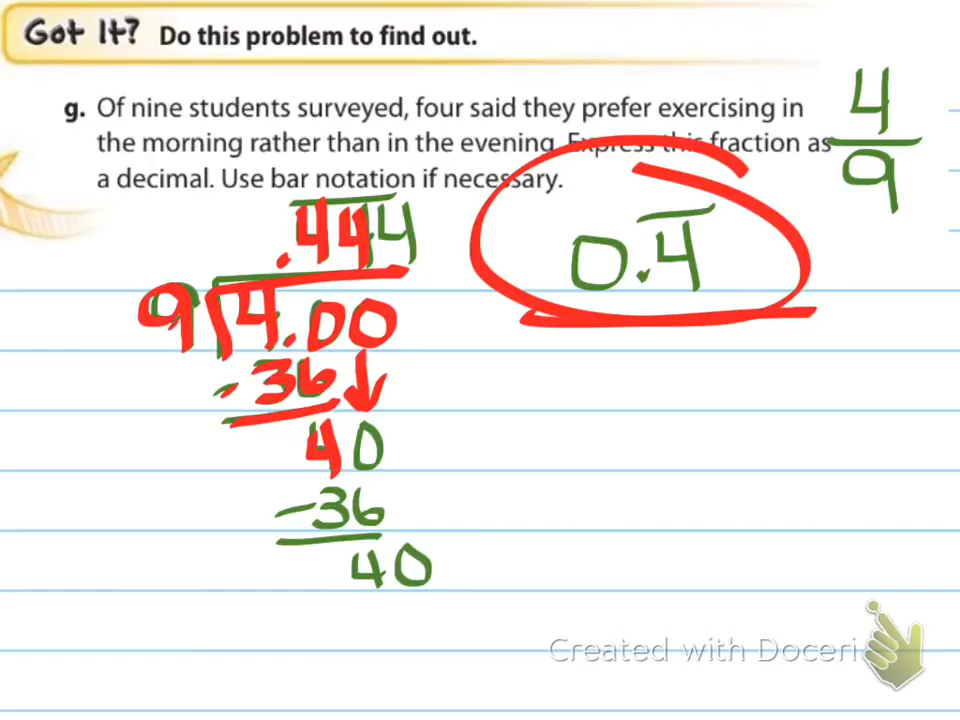 Got It? Do this problem to find out.
g. Of nine students surveyed, four said they prefer exercising in
the morning rather than in the evening. Express this fraction as
a decimal. Use bar notation if necessary.
4
9
.444
0.4̅
9 4.00
-36
40
-36
40
Created with Doceri